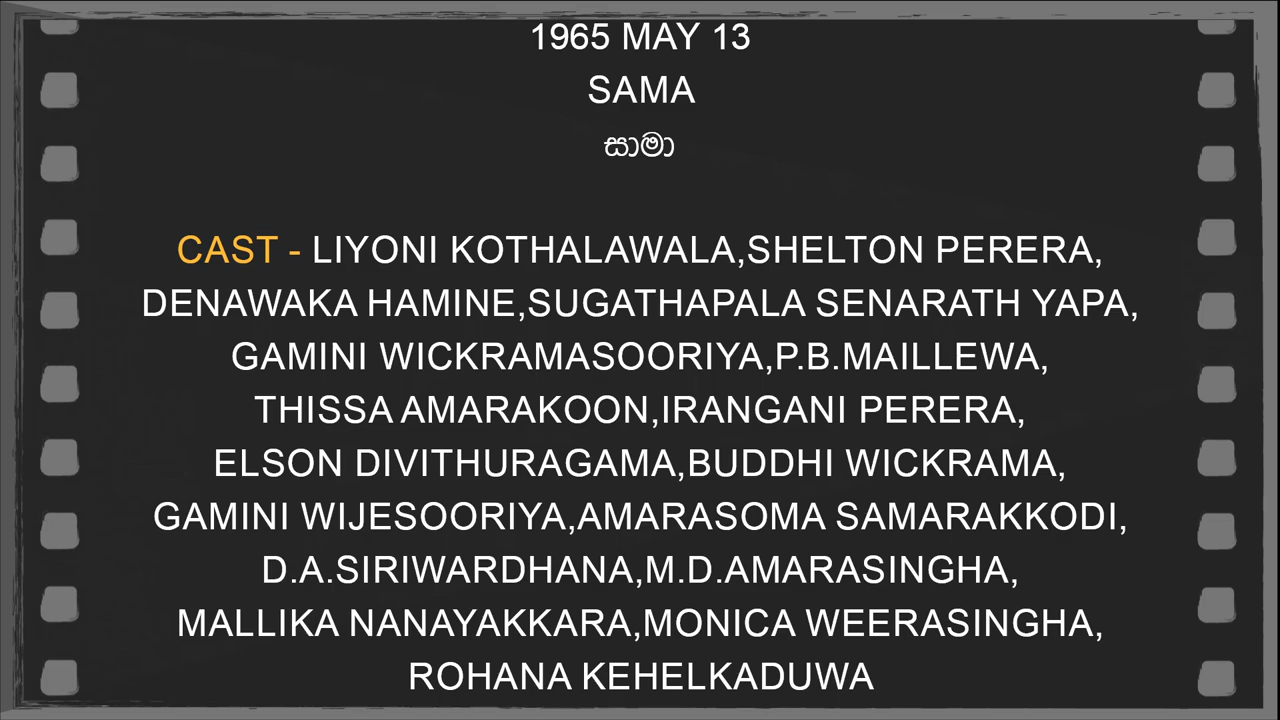 1965 MAY 13
SAMA
සාමා
CAST - LIYONI KOTHALAWALA,SHELTON PERERA,
DENAWAKA HAMINE,SUGATHAPALA SENARATH YAPA,
GAMINI WICKRAMASOORIYA,P.B.MAILLEWA,
THISSA AMARAKOON,IRANGANI PERERA,
ELSON DIVITHURAGAMA,BUDDHI WICKRAMA,
GAMINI WIJESOORIYA,AMARASOMA SAMARAKKODI,
D.A.SIRIWARDHANA,M.D.AMARASINGHA,
MALLIKA NANAYAKKARA,MONICA WEERASINGHA,
ROHANA KEHELKADUWA